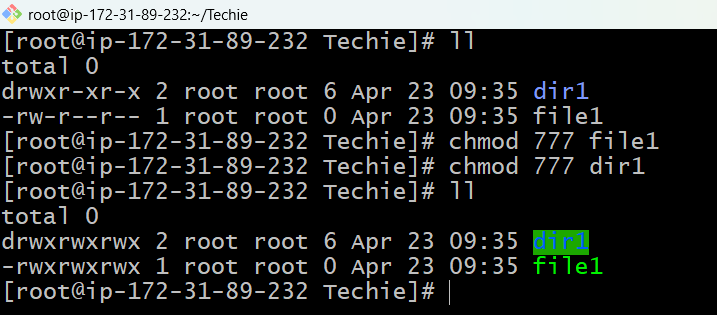 root@ip-172-31-89-232:~/Techie
[root@ip-172-31-89-232 Techie]# ll
total 0
drwxr-xr-x 2 root root 6 Apr 23 09:35 dir1
-rw-r--r-- 1 root root 0 Apr 23 09:35 file1
[root@ip-172-31-89-232 Techie]# chmod 777 file1
[root@ip-172-31-89-232 Techie]# chmod 777 dir1
[root@ip-172-31-89-232 Techie]# ll
total 0
drwxrwxrwx 2 root root 6 Apr 23 09:35 dir1
-rwxrwxrwx 1 root root 0 Apr 23 09:35 file1
[root@ip-172-31-89-232 Techie]#